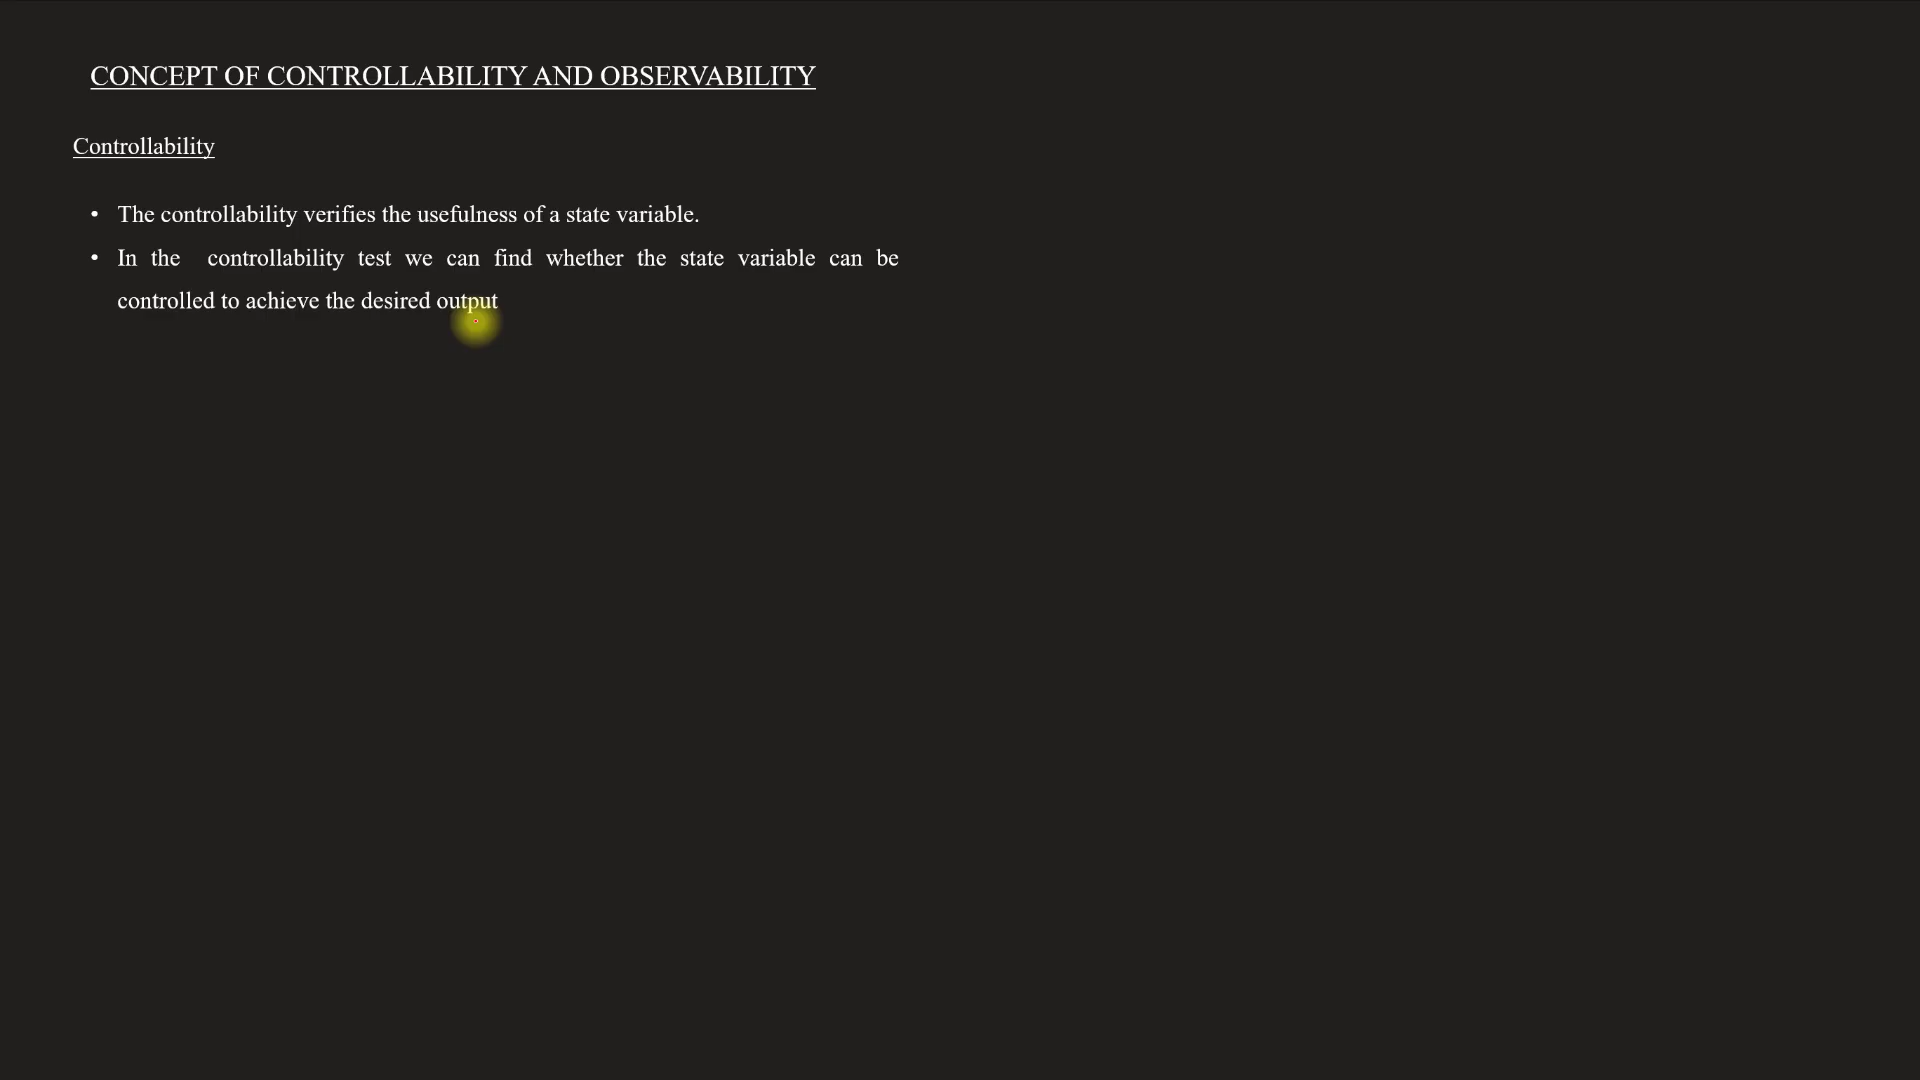 CONCEPT OF CONTROLLABILITY AND OBSERVABILITY
Controllability
• The controllability verifies the usefulness of a state variable.
• In the controllability test we can find whether the state variable can be
controlled to achieve the desired output